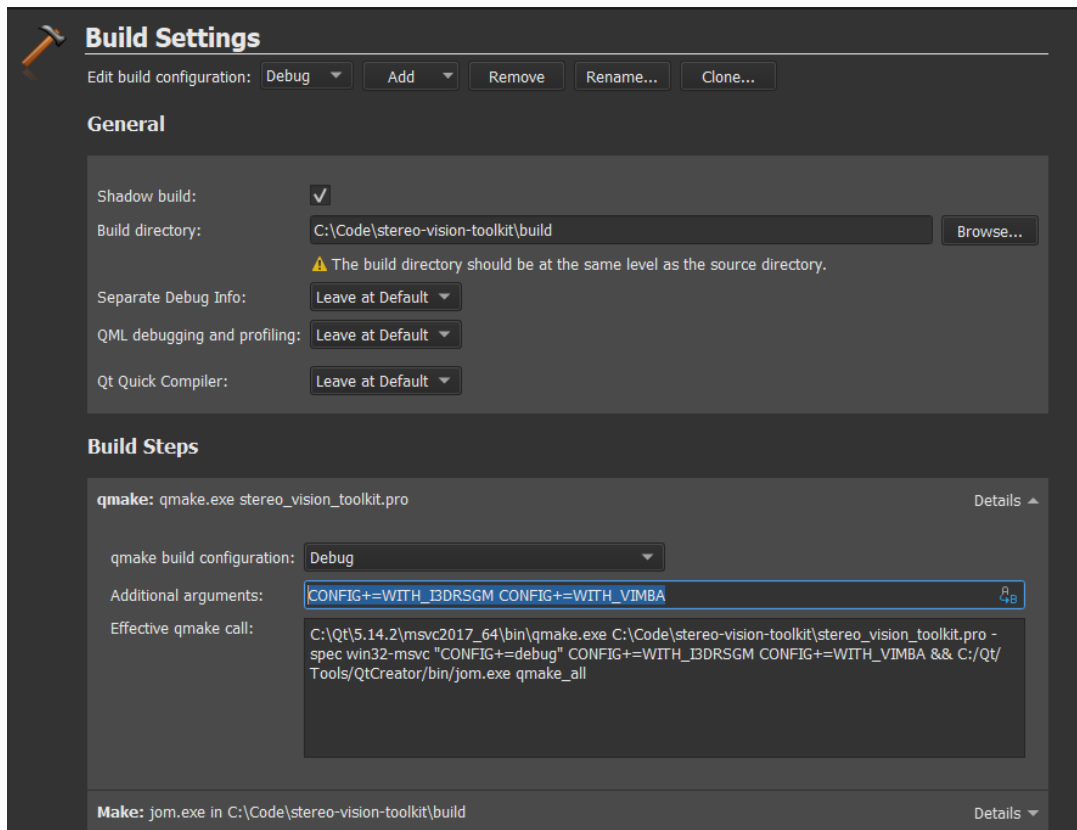 Build Settings
Edit build configuration: Debug Add Remove Rename... Clone...
General
Shadow build:
Build directory: C:\Code\stereo-vision-toolkit\build Browse...
The build directory should be at the same level as the source directory.
Separate Debug Info: Leave at Default
QML debugging and profiling: Leave at Default
Qt Quick Compiler: Leave at Default
Build Steps
qmake: qmake.exe stereo_vision_toolkit.pro Details
qmake build configuration: Debug
Additional arguments: CONFIG+=WITH_I3DRSGM CONFIG+=WITH_VIMBA
Effective qmake call: C:\Qt\5.14.2\msvc2017_64\bin\qmake.exe C:\Code\stereo-vision-toolkit\stereo_vision_toolkit.pro -
spec win32-msvc "CONFIG+=debug" CONFIG+=WITH_I3DRSGM CONFIG+=WITH_VIMBA && C:/Qt/
Tools/QtCreator/bin/jom.exe qmake_all
Make: jom.exe in C:\Code\stereo-vision-toolkit\build Details